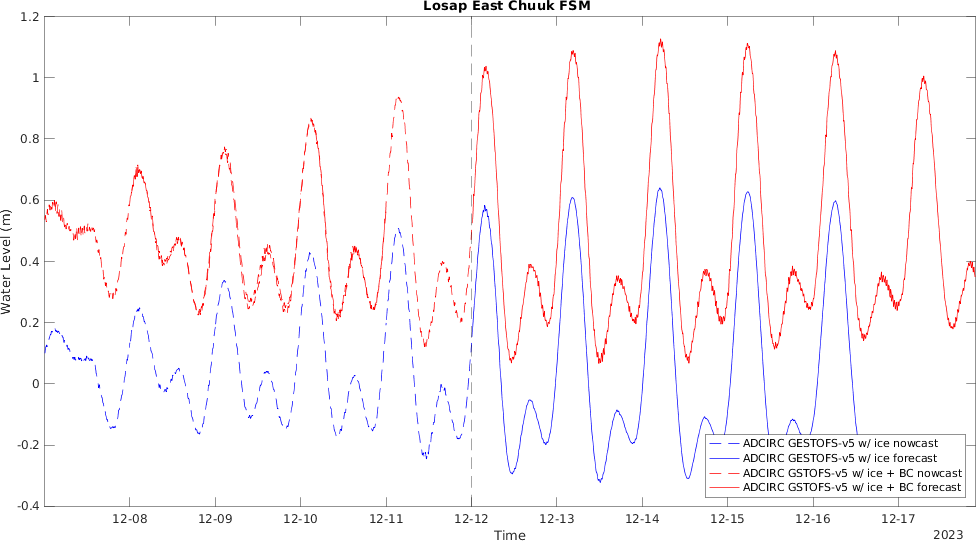 Losap East Chuuk FSM
1.2
1
0.8
0.6
0.4
0.2
0
-0.2
-0.4
Water Level (m)
ADCIRC GESTOFS-v5 w/ ice nowcast
ADCIRC GESTOFS-v5 w/ ice forecast
ADCIRC GSTOFS-v5 w/ ice + BC nowcast
ADCIRC GSTOFS-v5 w/ ice + BC forecast
12-08 12-09 12-10 12-11 12-12 12-13 12-14 12-15 12-16 12-17
Time
2023